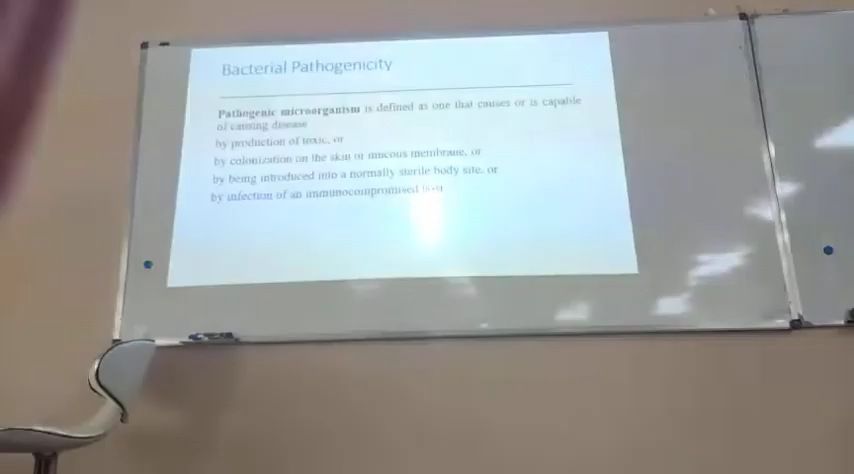 Bacterial Pathogenicity
Pathogenic microorganism is defined as one that causes or is capable
of causing disease
by production of toxic, or
by colonization on the skin or mucous membrane, or
by being introduced into a normally sterile body site, or
by infection of an immunocompromised